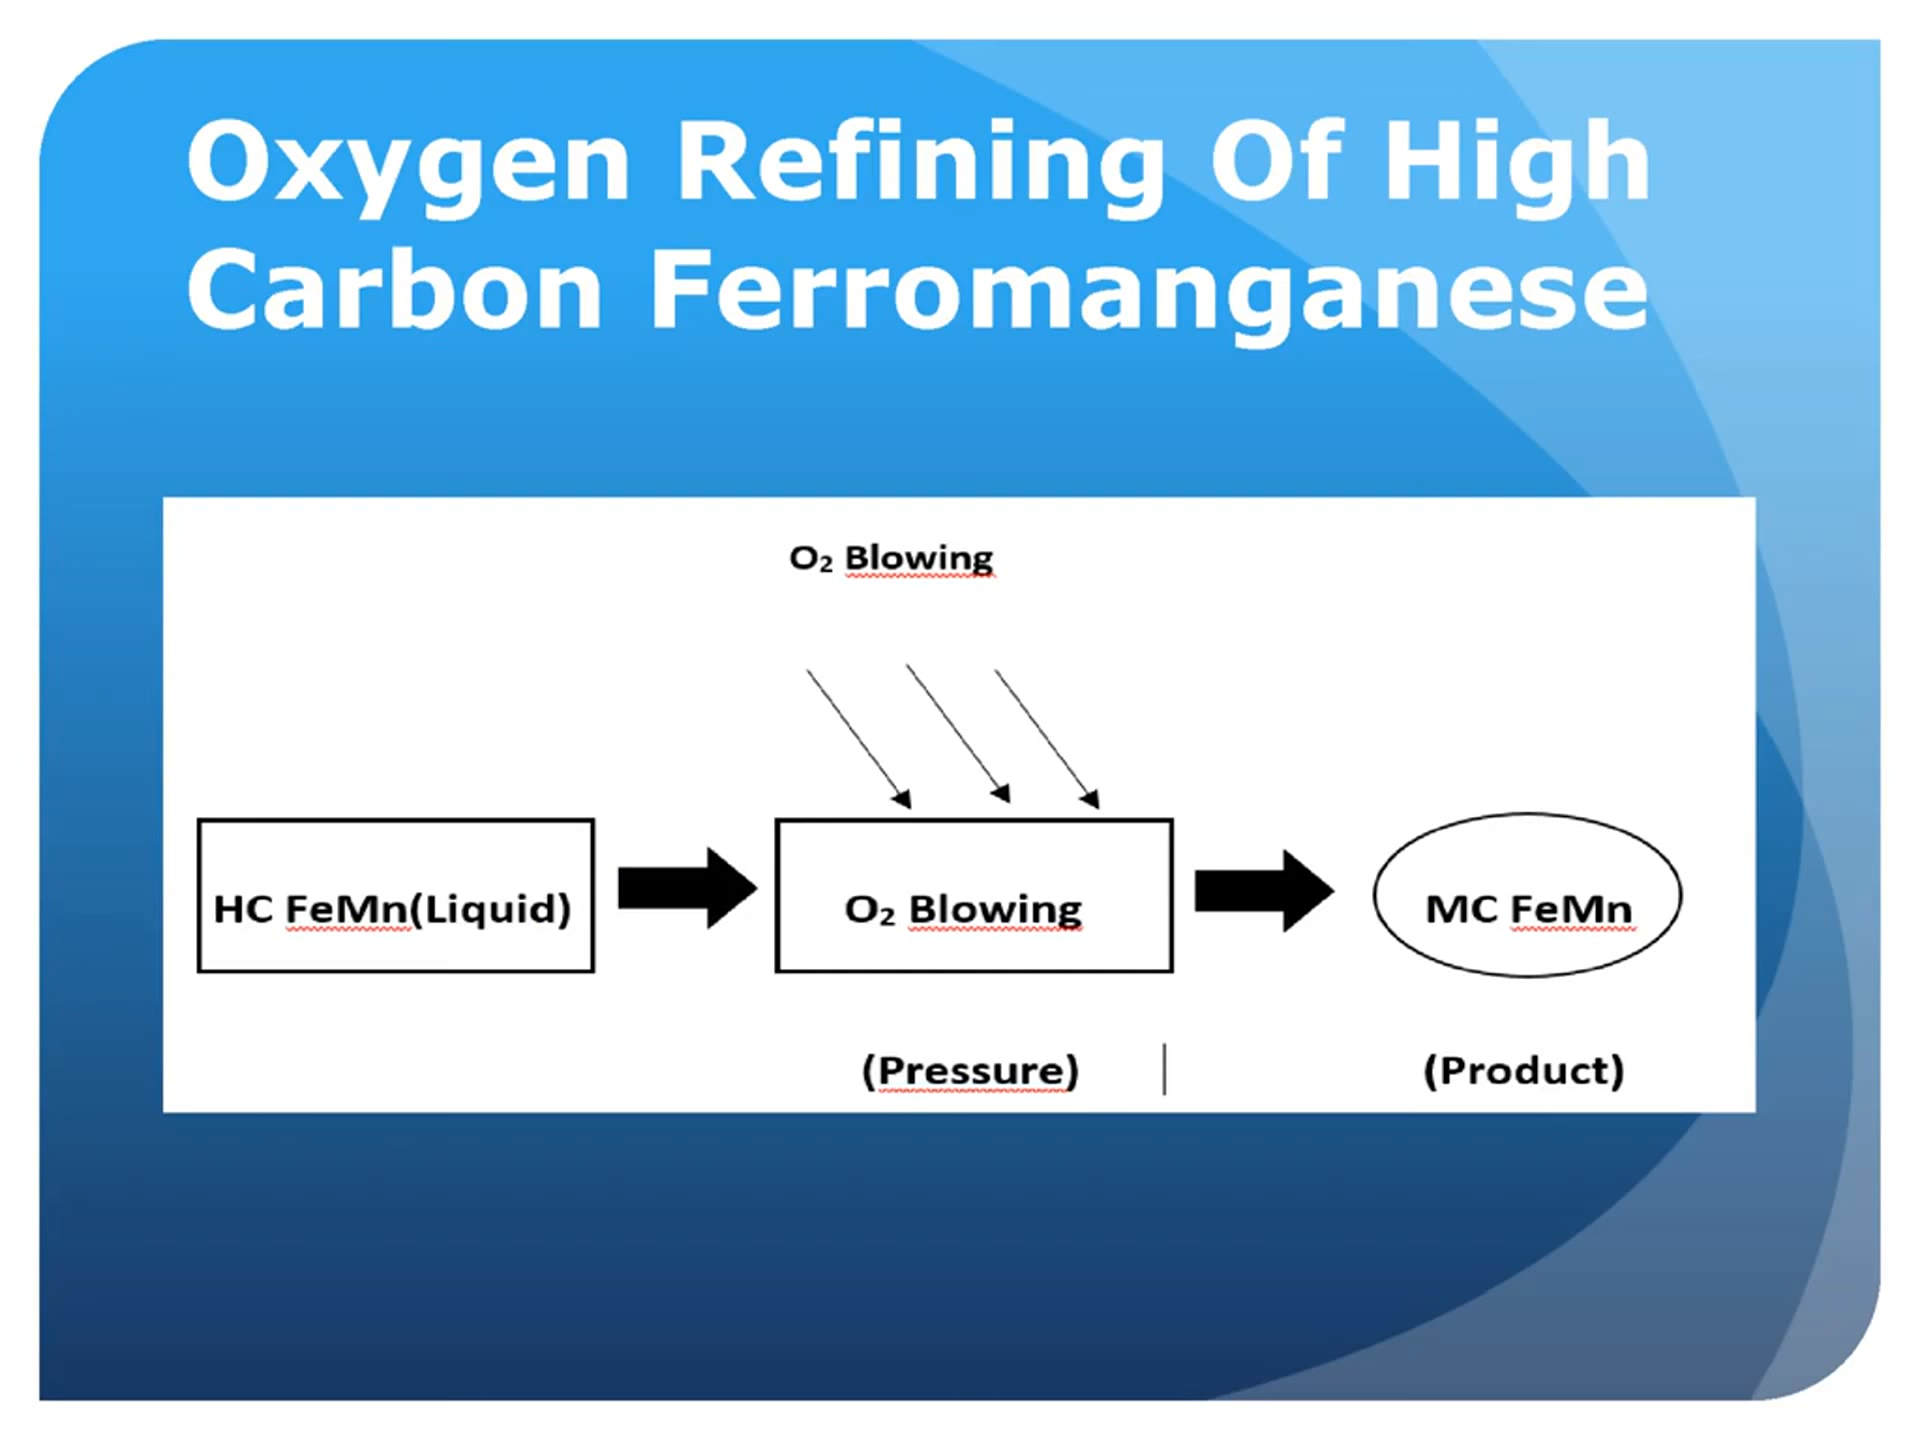 Oxygen Refining Of High
Carbon Ferromanganese
O₂ Blowing
HC FeMn(Liquid)
O₂ Blowing
MC FeMn
(Pressure)
(Product)